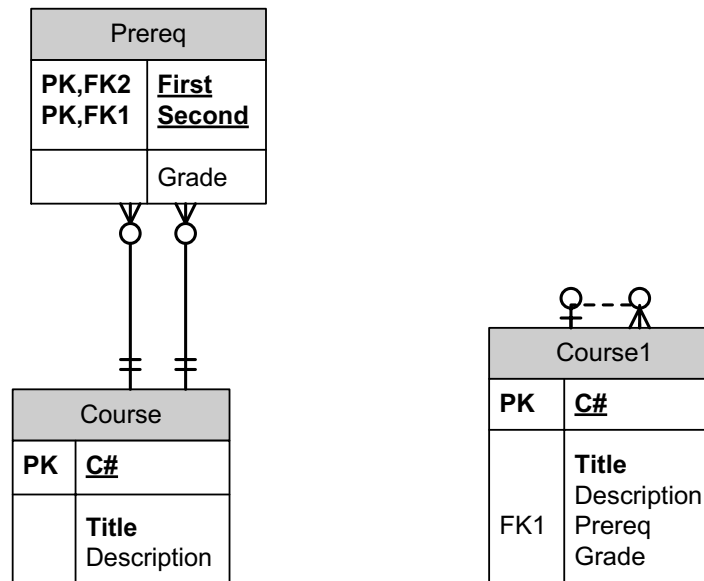 Prereq
PK,FK2 First
PK,FK1 Second
Grade
Course
PK C#
Title
Description
Course1
PK C#
Title
Description
FK1 Prereq
Grade